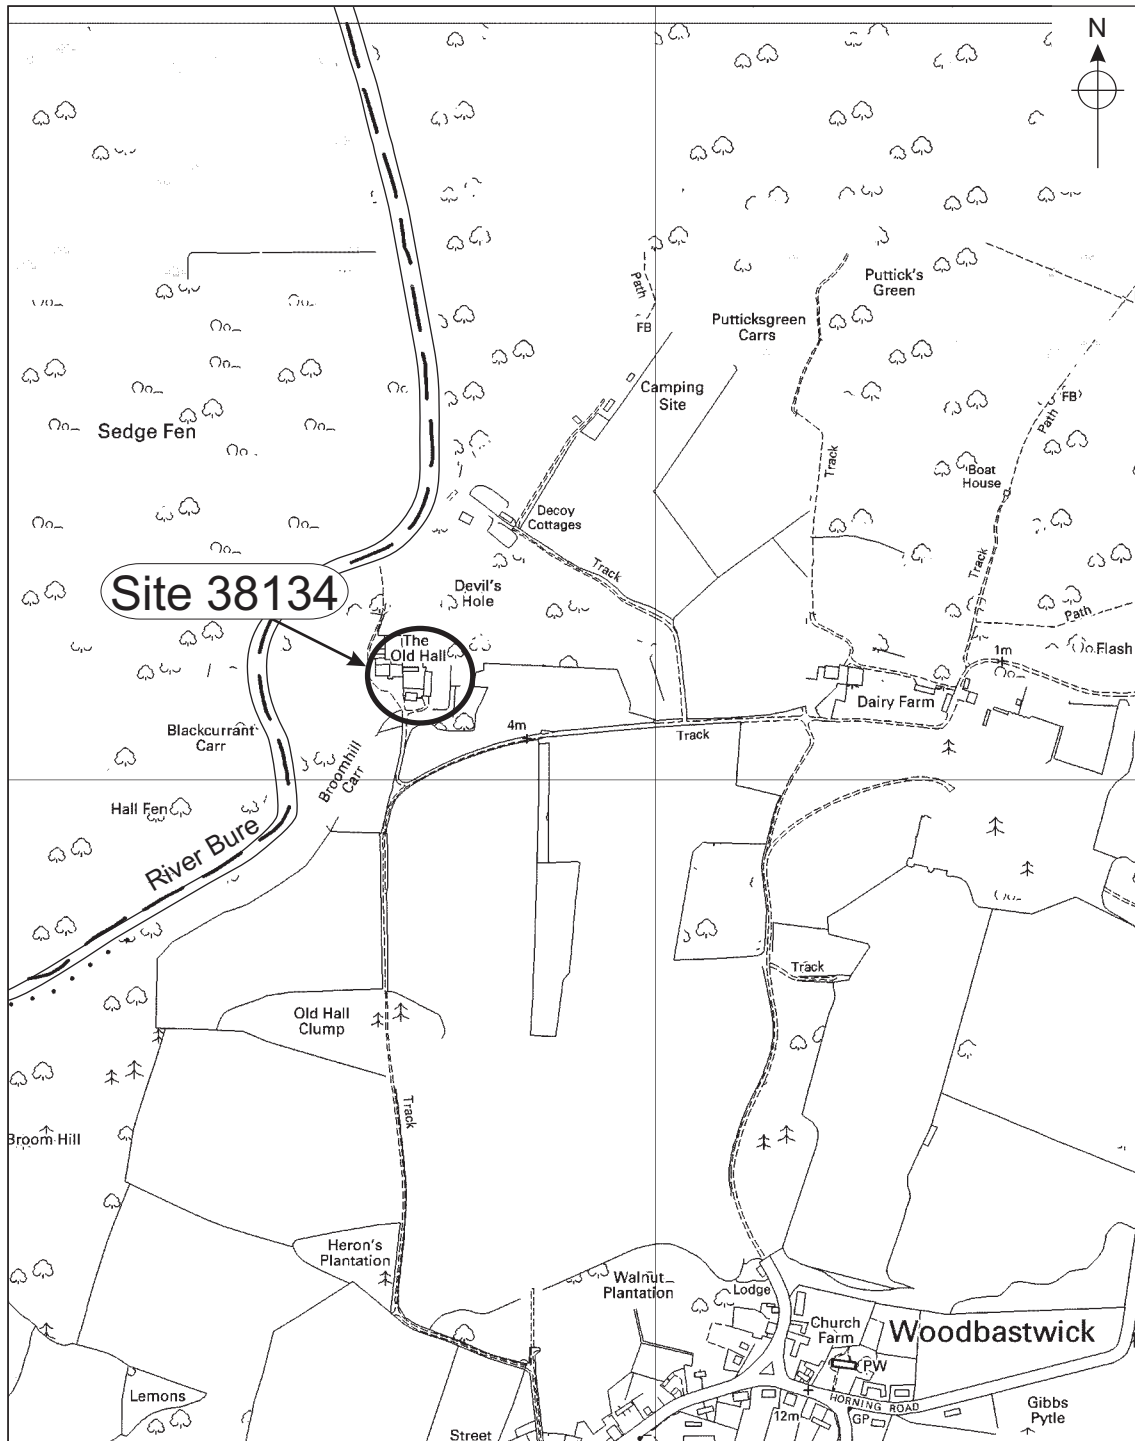 N
Puttick's
Green
Path
FB
Putticksgreen
Carrs
Camping
Site
FB
Path
Sedge Fen
Track
Boat
House
Decoy
Cottages
Track
Track
Site 38134
Devil's
Hole
Path
The
Old Hall
1m
Flash
Dairy Farm
Blackcurrant
Carr
4m
Track
Broomhill
Carr
Hall Fen
River Bure
Track
Old Hall
Clump
Track
Broom Hill
Heron's
Plantation
Walnut
Plantation
Lodge
Church
Farm
Woodbastwick
PW
Lemons
HORNING ROAD
12m
GP
Gibbs
Pytle
Street